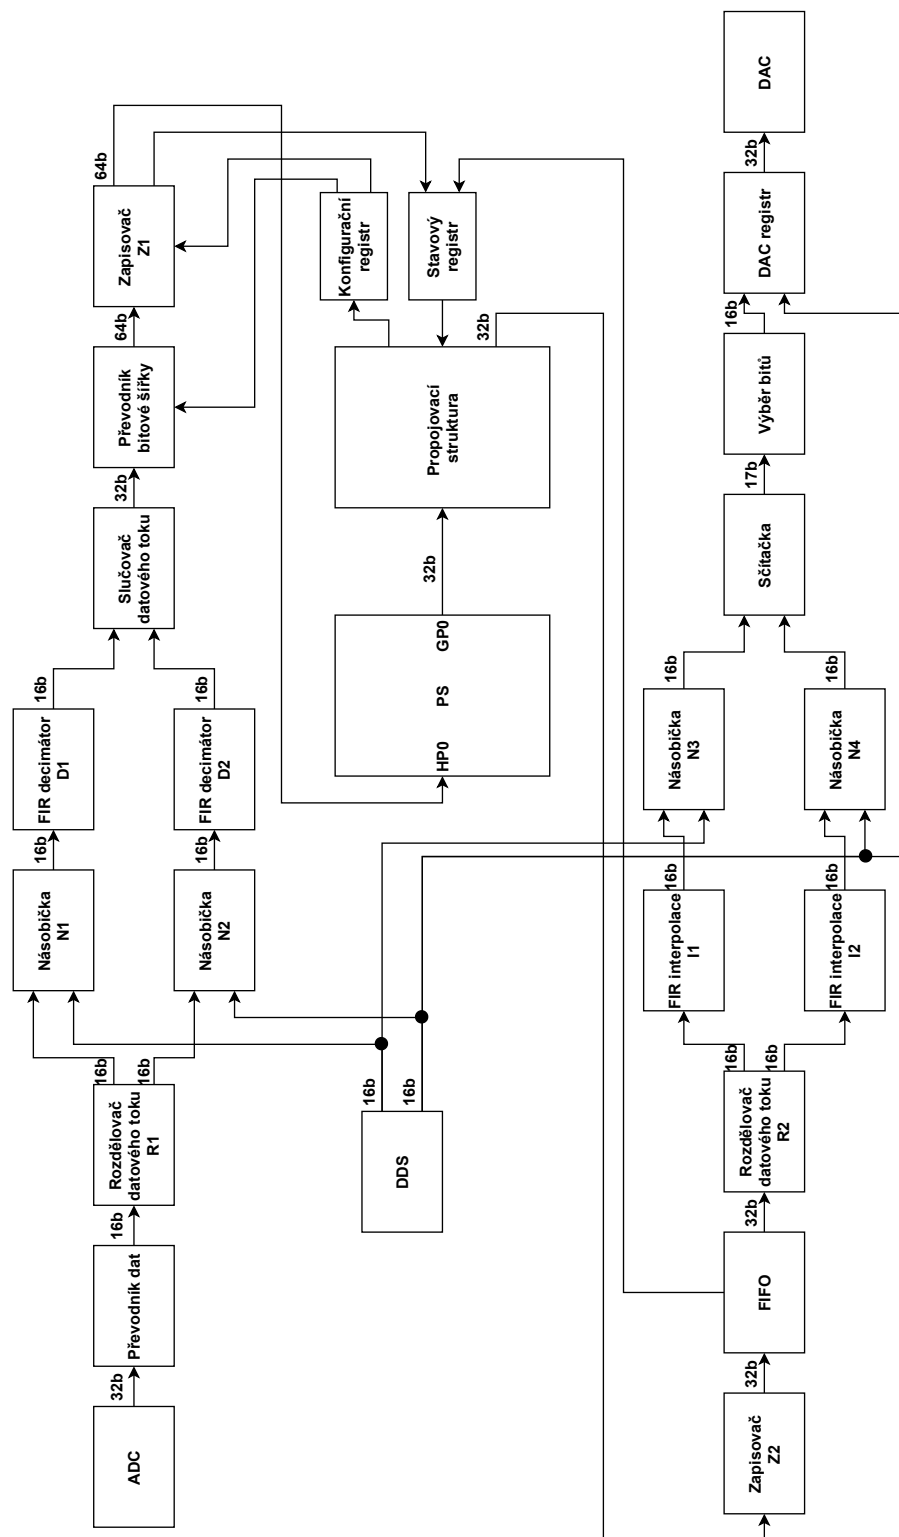 ADC
32b
Převodník dat
16b
Rozdělovač
datového toku
R1
16b
16b
Násobička
N1
16b
FIR decimátor
D1
16b
Násobička
N2
16b
FIR decimátor
D2
16b
Slučovač
datového toku
32b
Převodník
bitové šířky
64b
Zapisovač
Z1
64b
DDS
16b
16b
HP0
PS
GP0
32b
Propojovací
struktura
32b
Konfigurační
registr
Stavový
registr
Zapisovač
Z2
32b
FIFO
32b
Rozdělovač
datového toku
R2
16b
16b
FIR interpolace
I1
16b
Násobička
N3
16b
FIR interpolace
I2
16b
Násobička
N4
16b
Sčítačka
17b
Výběr bitů
16b
DAC registr
32b
DAC